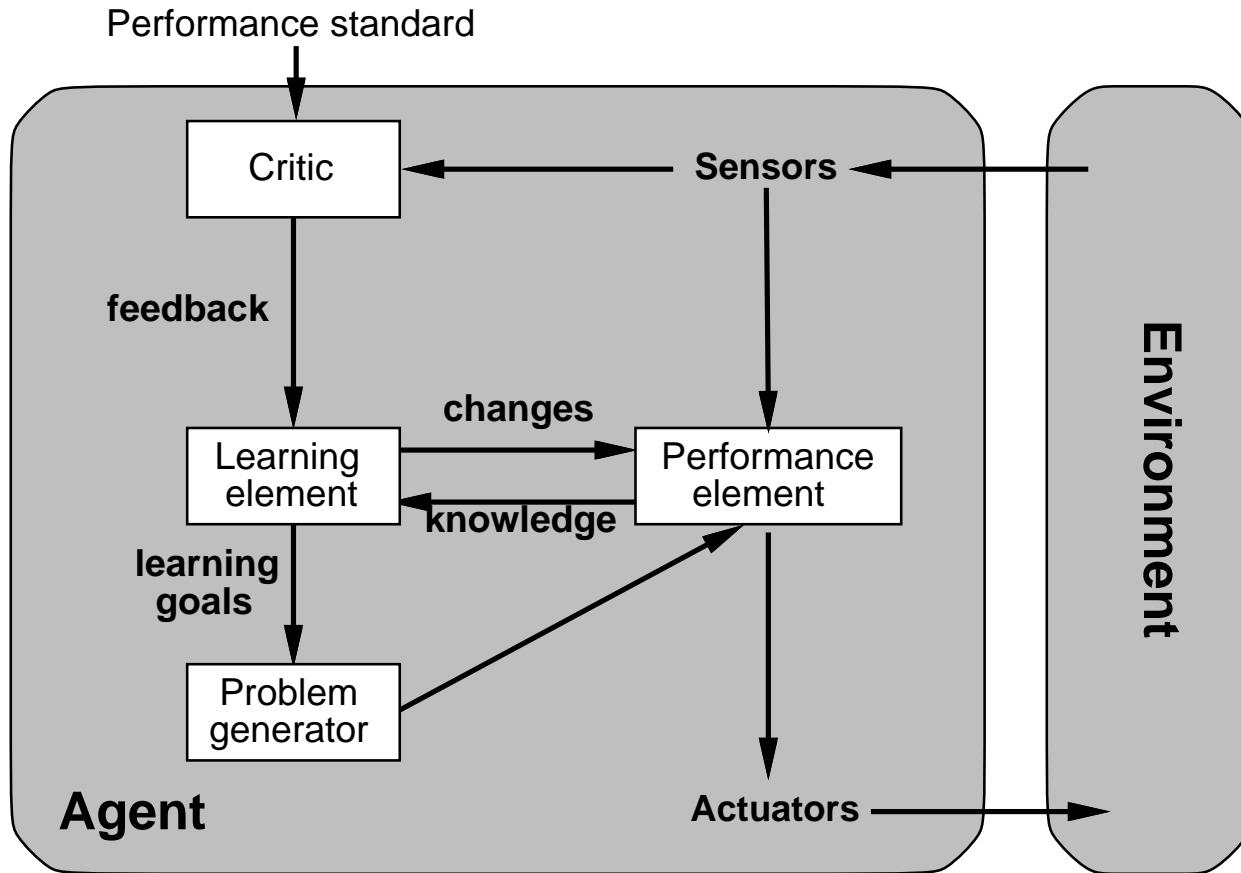 Performance standard
Critic
Sensors
feedback
changes
Learning
element
Performance
element
knowledge
learning
goals
Problem
generator
Agent
Actuators
Environment